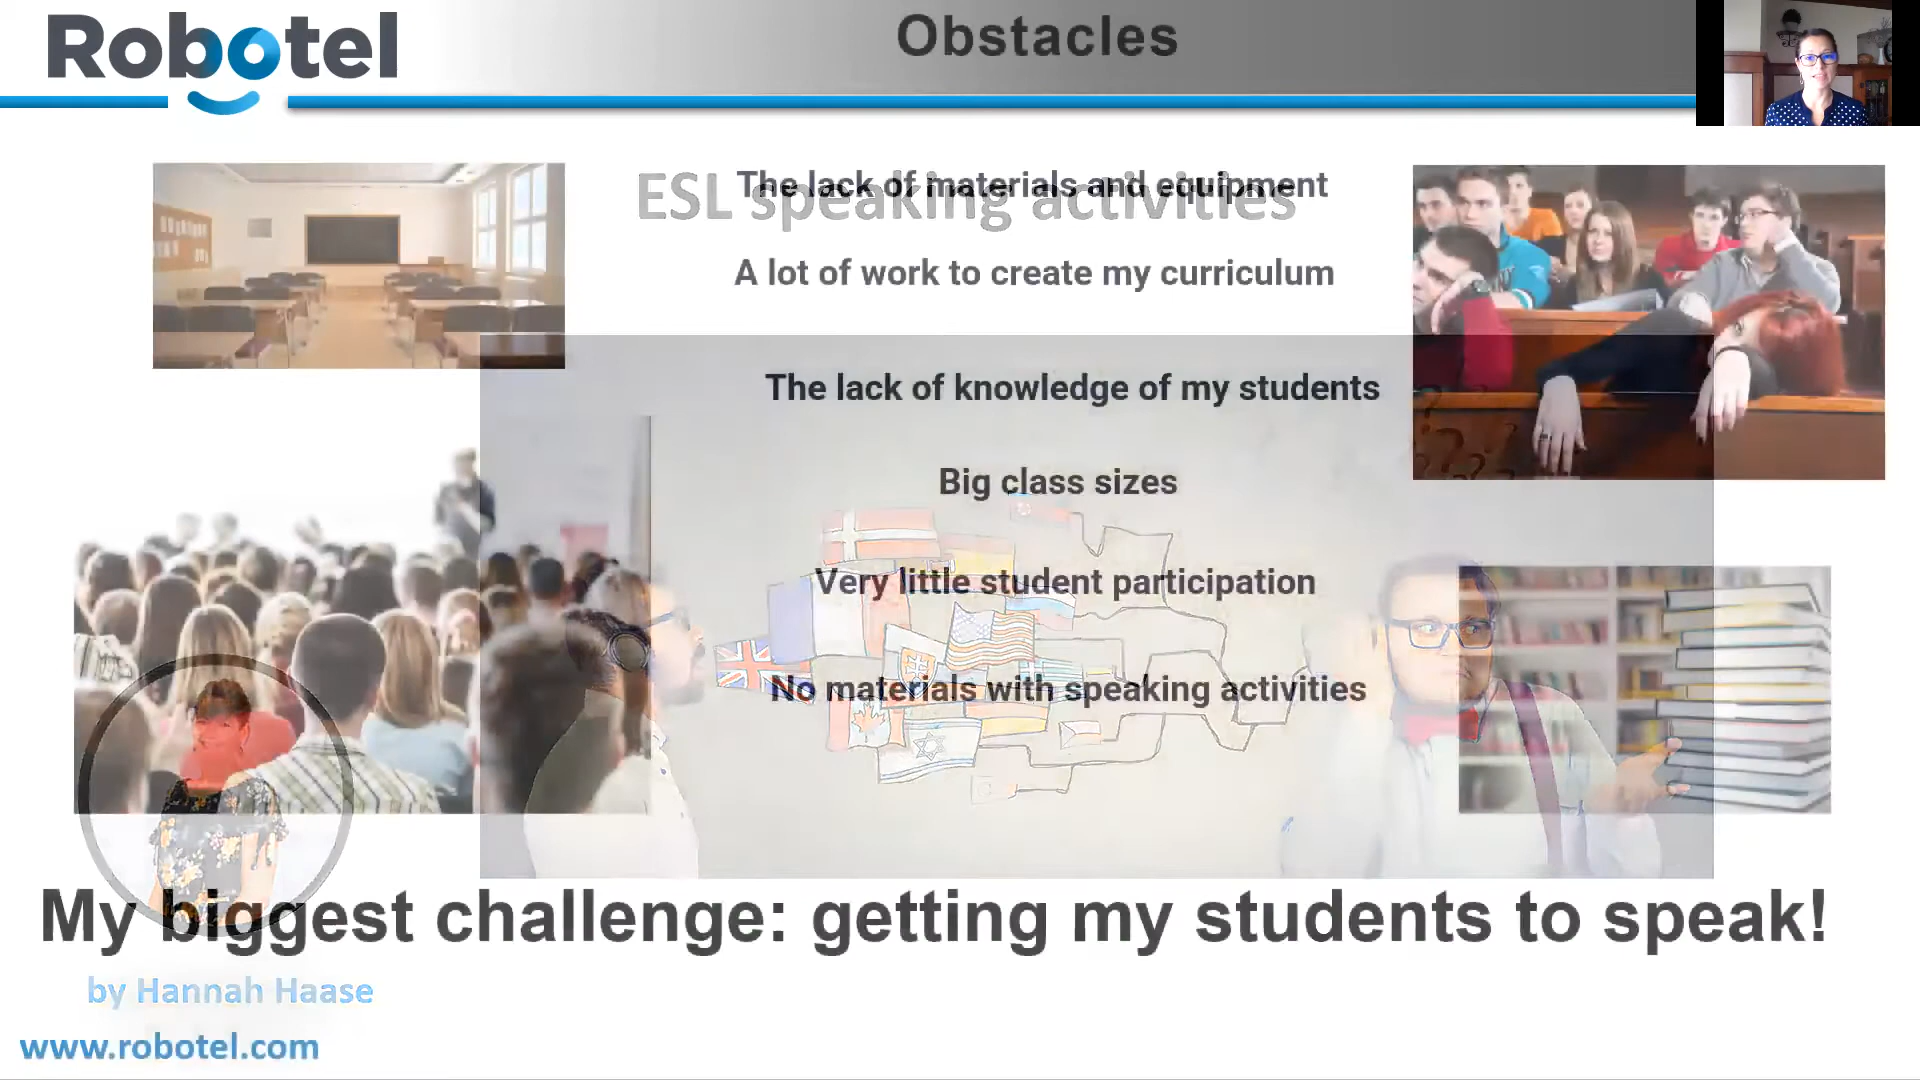 Robotel
Obstacles
ESL speaking activities
The lack of materials and equipment
A lot of work to create my curriculum
The lack of knowledge of my students
Big class sizes
Very little student participation
No materials with speaking activities
My biggest challenge: getting my students to speak!
by Hannah Haase
www.robotel.com